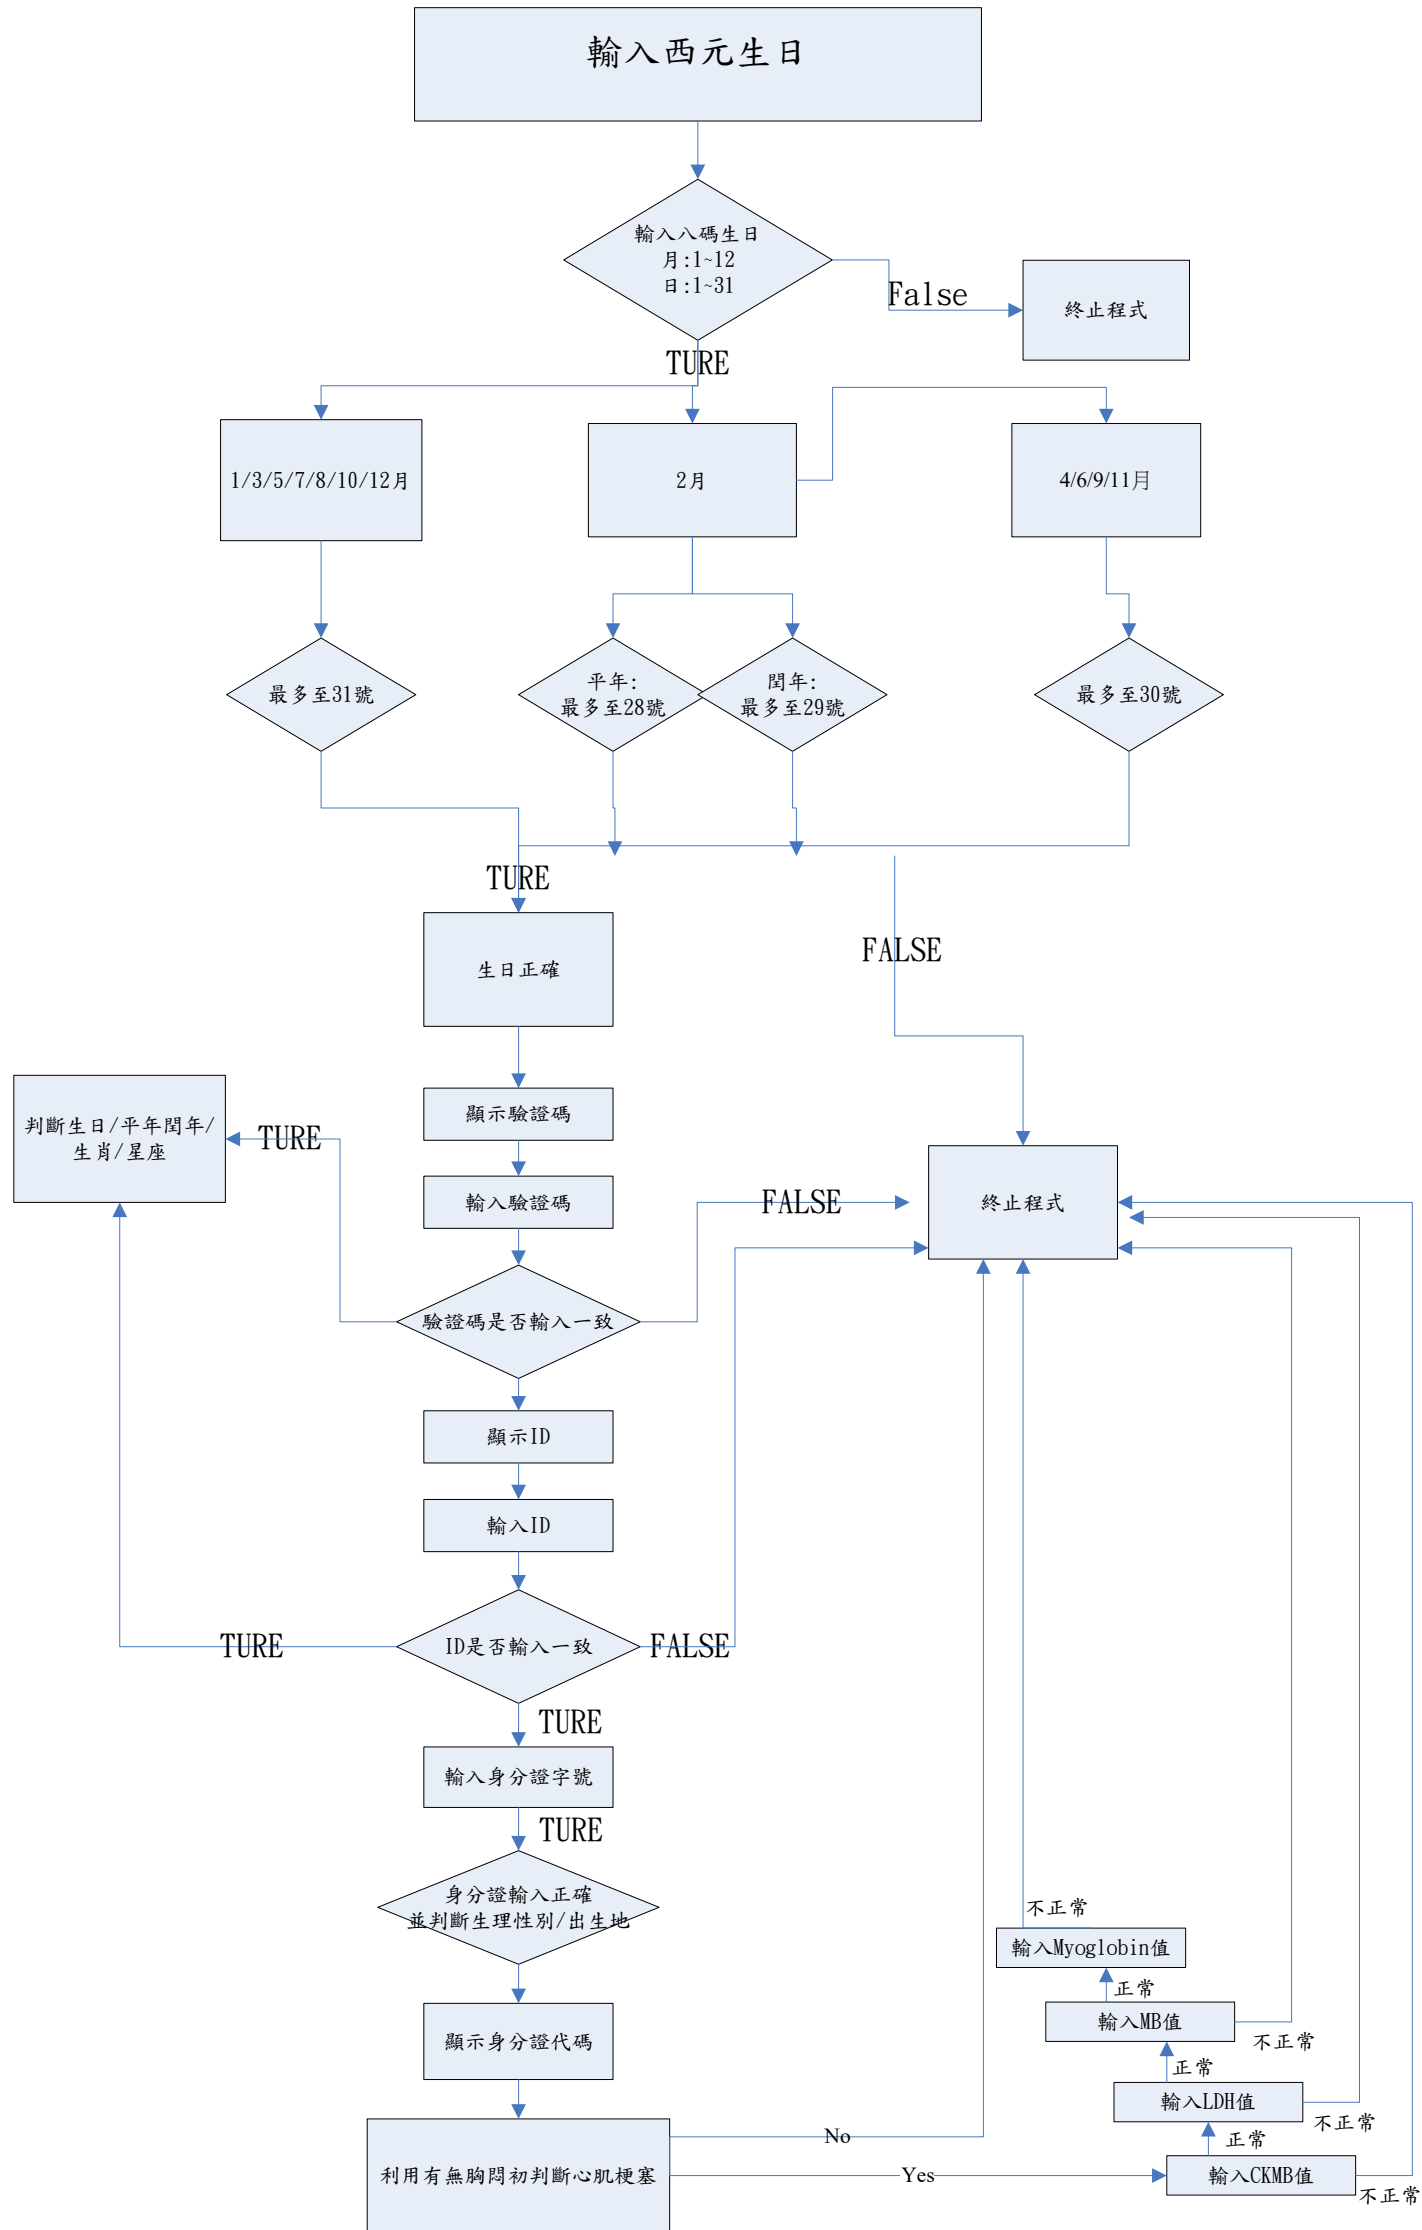 輸入西元生日
輸入八碼生日
月:1~12
日:1~31
False
終止程式
TURE
1/3/5/7/8/10/12月
2月
4/6/9/11月
最多至31號
平年:
最多至28號
閏年:
最多至29號
最多至30號
TURE
生日正確
FALSE
顯示驗證碼
判斷生日/平年閏年/
生肖/星座
TURE
輸入驗證碼
FALSE
終止程式
驗證碼是否輸入一致
顯示ID
輸入ID
TURE
ID是否輸入一致
FALSE
TURE
輸入身分證字號
TURE
身分證輸入正確
並判斷生理性別/出生地
不正常
輸入Myoglobin值
正常
輸入MB值
不正常
顯示身分證代碼
正常
輸入LDH值
不正常
No
正常
利用有無胸悶初判斷心肌梗塞
Yes
輸入CKMB值
不正常